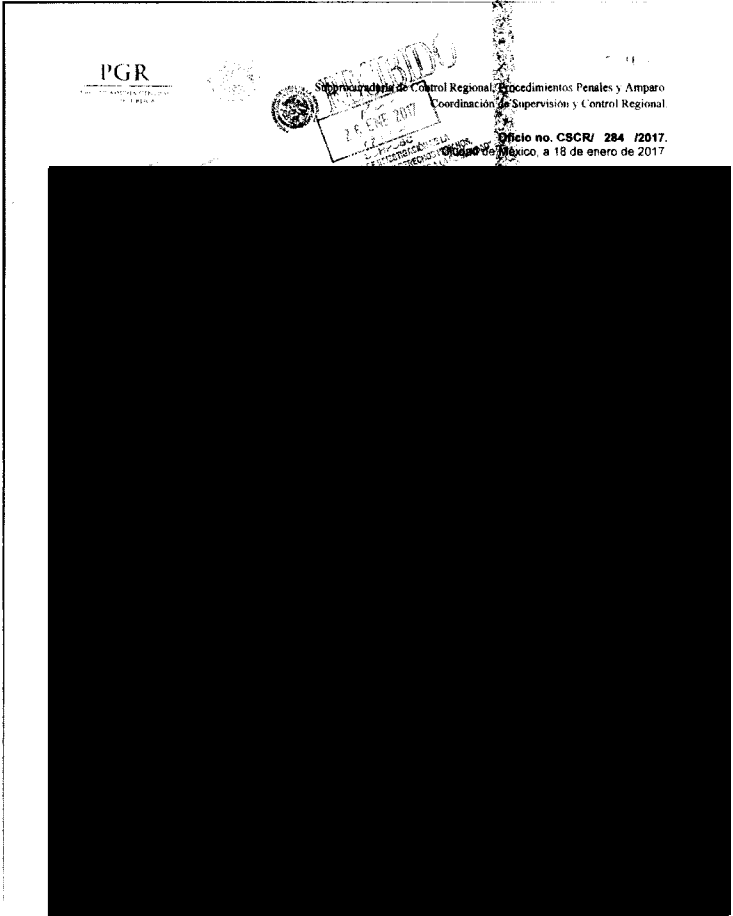 PGR
RECIBIDO
Subprocuraduría de Control Regional, Procedimientos Penales y Amparo
Coordinación de Supervisión y Control Regional
26 ENE 2017
Oficio no. CSCR/ 284 /2017.
Ciudad de México, a 18 de enero de 2017